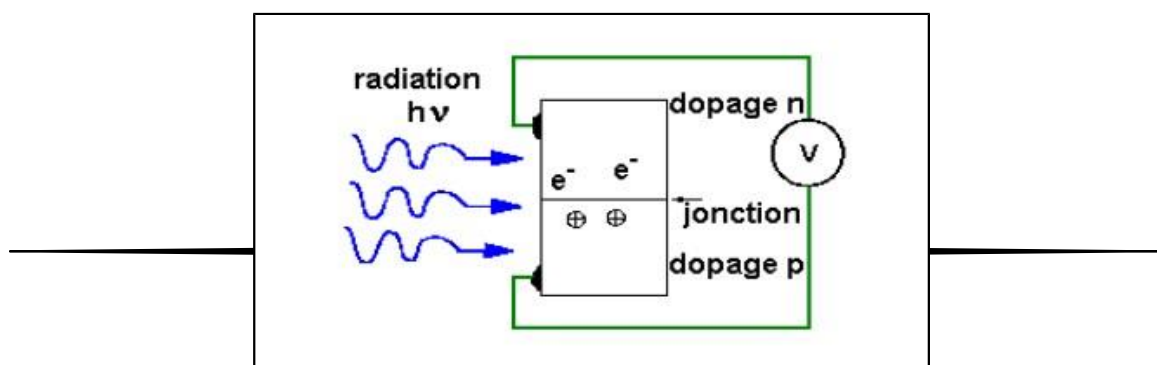 radiation
hν
dopage n
V
e⁻ e⁻
jonction
dopage p